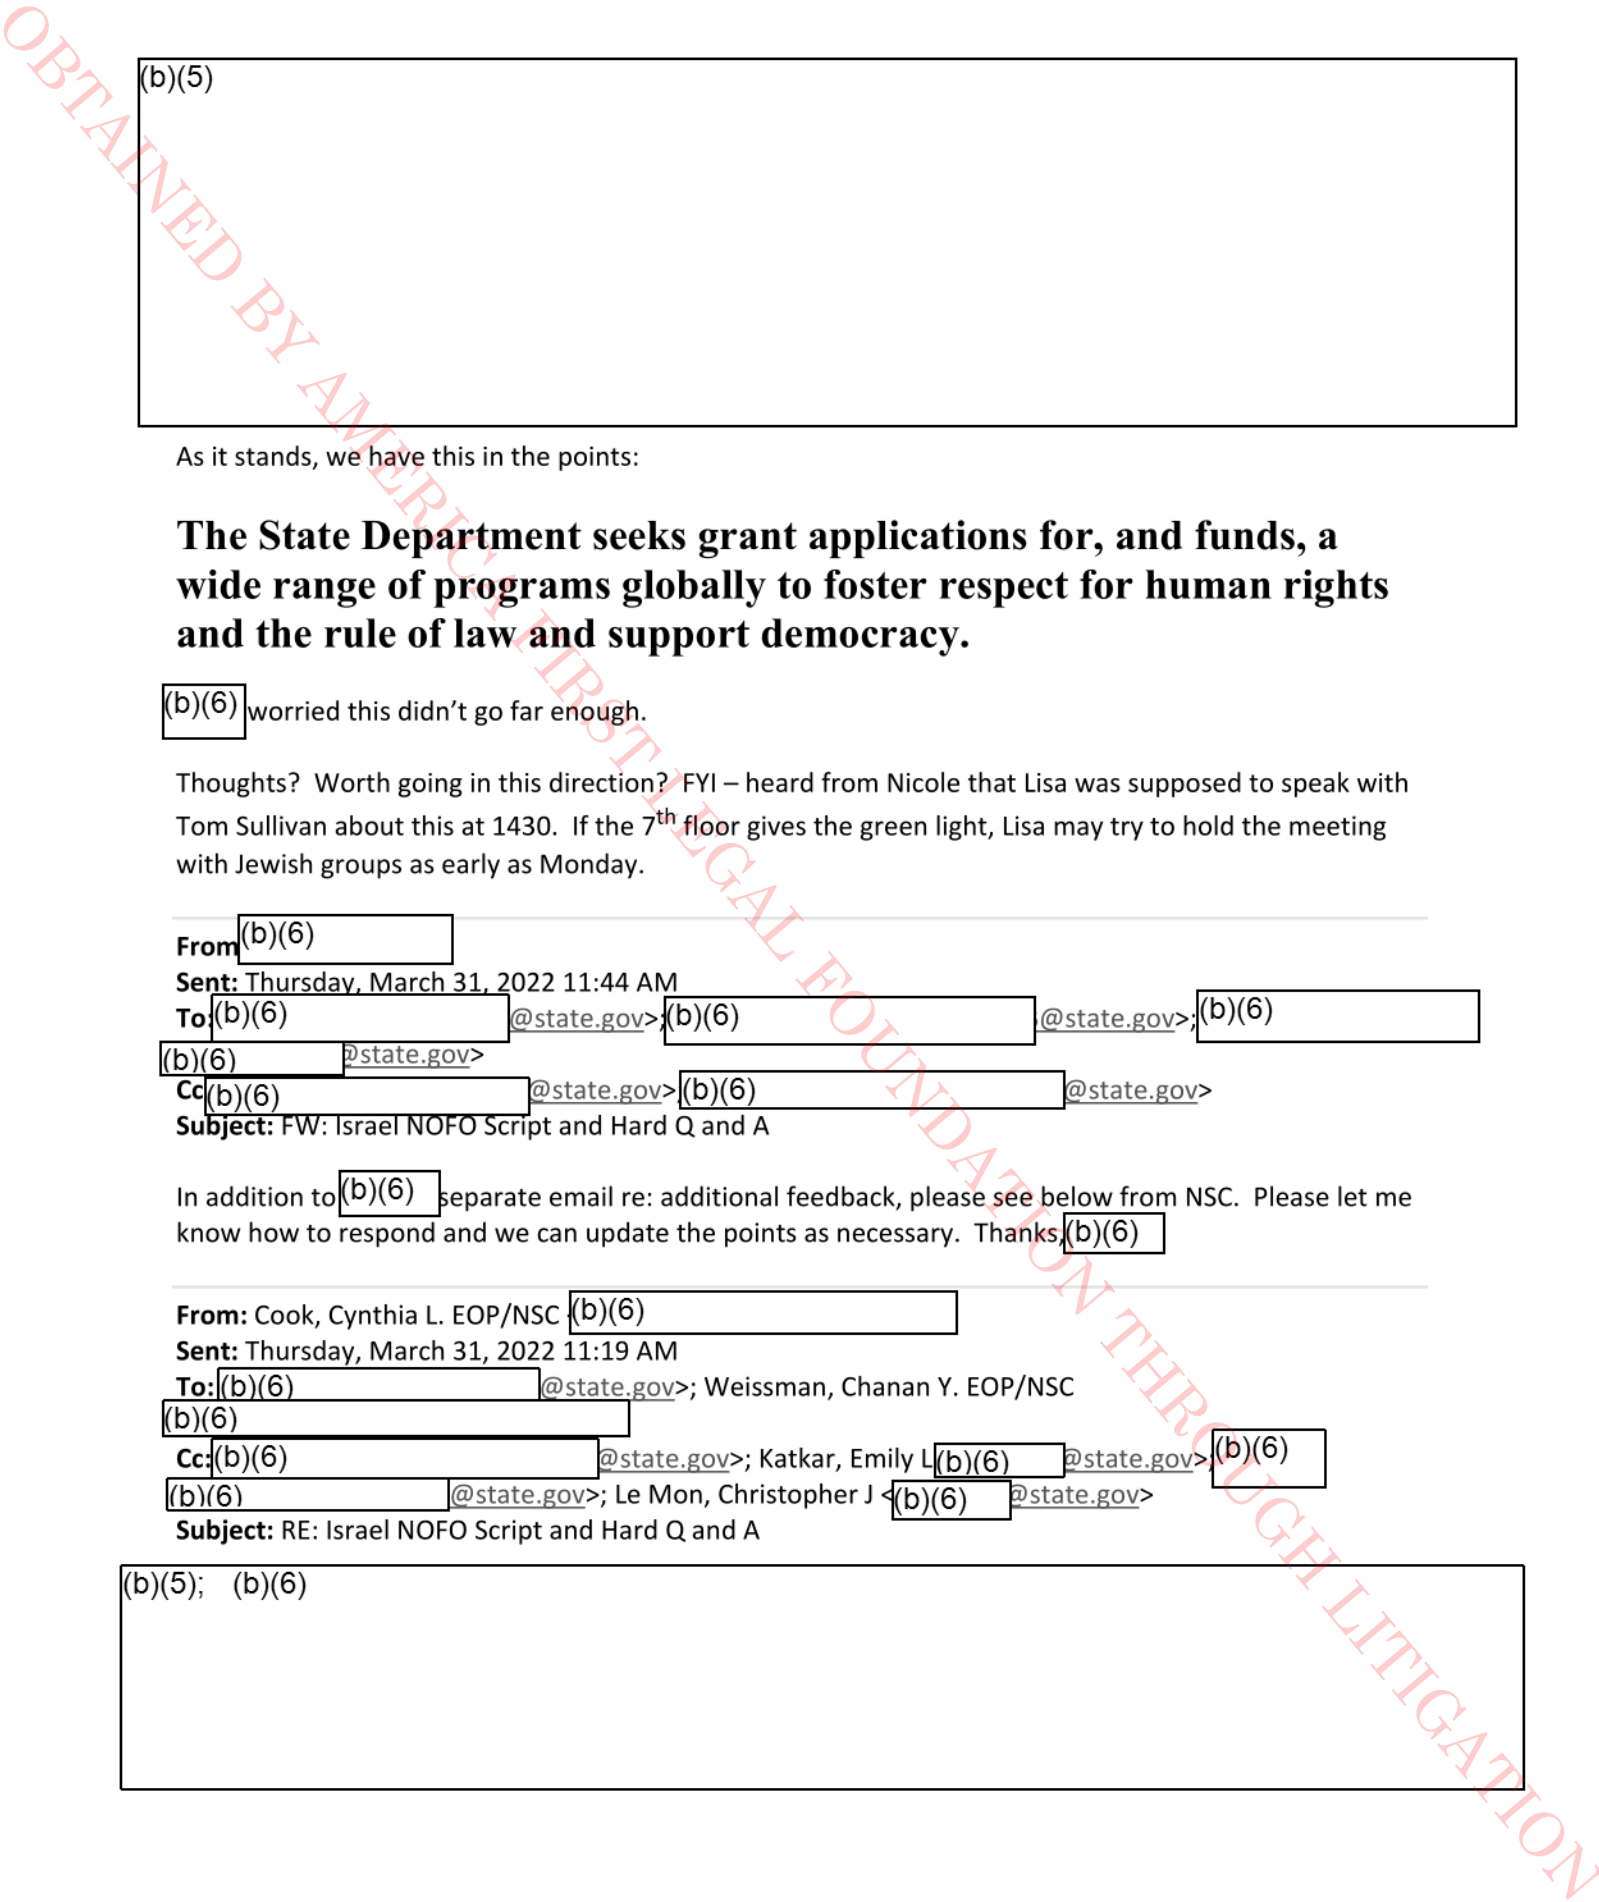 (b)(5)
As it stands, we have this in the points:
The State Department seeks grant applications for, and funds, a
wide range of programs globally to foster respect for human rights
and the rule of law and support democracy.
(b)(6) worried this didn't go far enough.
Thoughts?  Worth going in this direction?  FYI – heard from Nicole that Lisa was supposed to speak with
Tom Sullivan about this at 1430.  If the 7th floor gives the green light, Lisa may try to hold the meeting
with Jewish groups as early as Monday.
From (b)(6)
Sent: Thursday, March 31, 2022 11:44 AM
To: (b)(6) @state.gov>; (b)(6) @state.gov>; (b)(6)
(b)(6) @state.gov>
Cc (b)(6) @state.gov> (b)(6) @state.gov>
Subject: FW: Israel NOFO Script and Hard Q and A
In addition to (b)(6) separate email re: additional feedback, please see below from NSC.  Please let me
know how to respond and we can update the points as necessary.  Thanks, (b)(6)
From: Cook, Cynthia L. EOP/NSC (b)(6)
Sent: Thursday, March 31, 2022 11:19 AM
To: (b)(6) @state.gov>; Weissman, Chanan Y. EOP/NSC
(b)(6)
Cc: (b)(6) @state.gov>; Katkar, Emily L (b)(6) @state.gov>; (b)(6)
(b)(6) @state.gov>; Le Mon, Christopher J <(b)(6) @state.gov>
Subject: RE: Israel NOFO Script and Hard Q and A
(b)(5); (b)(6)
OBTAINED BY AMERICA FIRST LEGAL FOUNDATION THROUGH LITIGATION